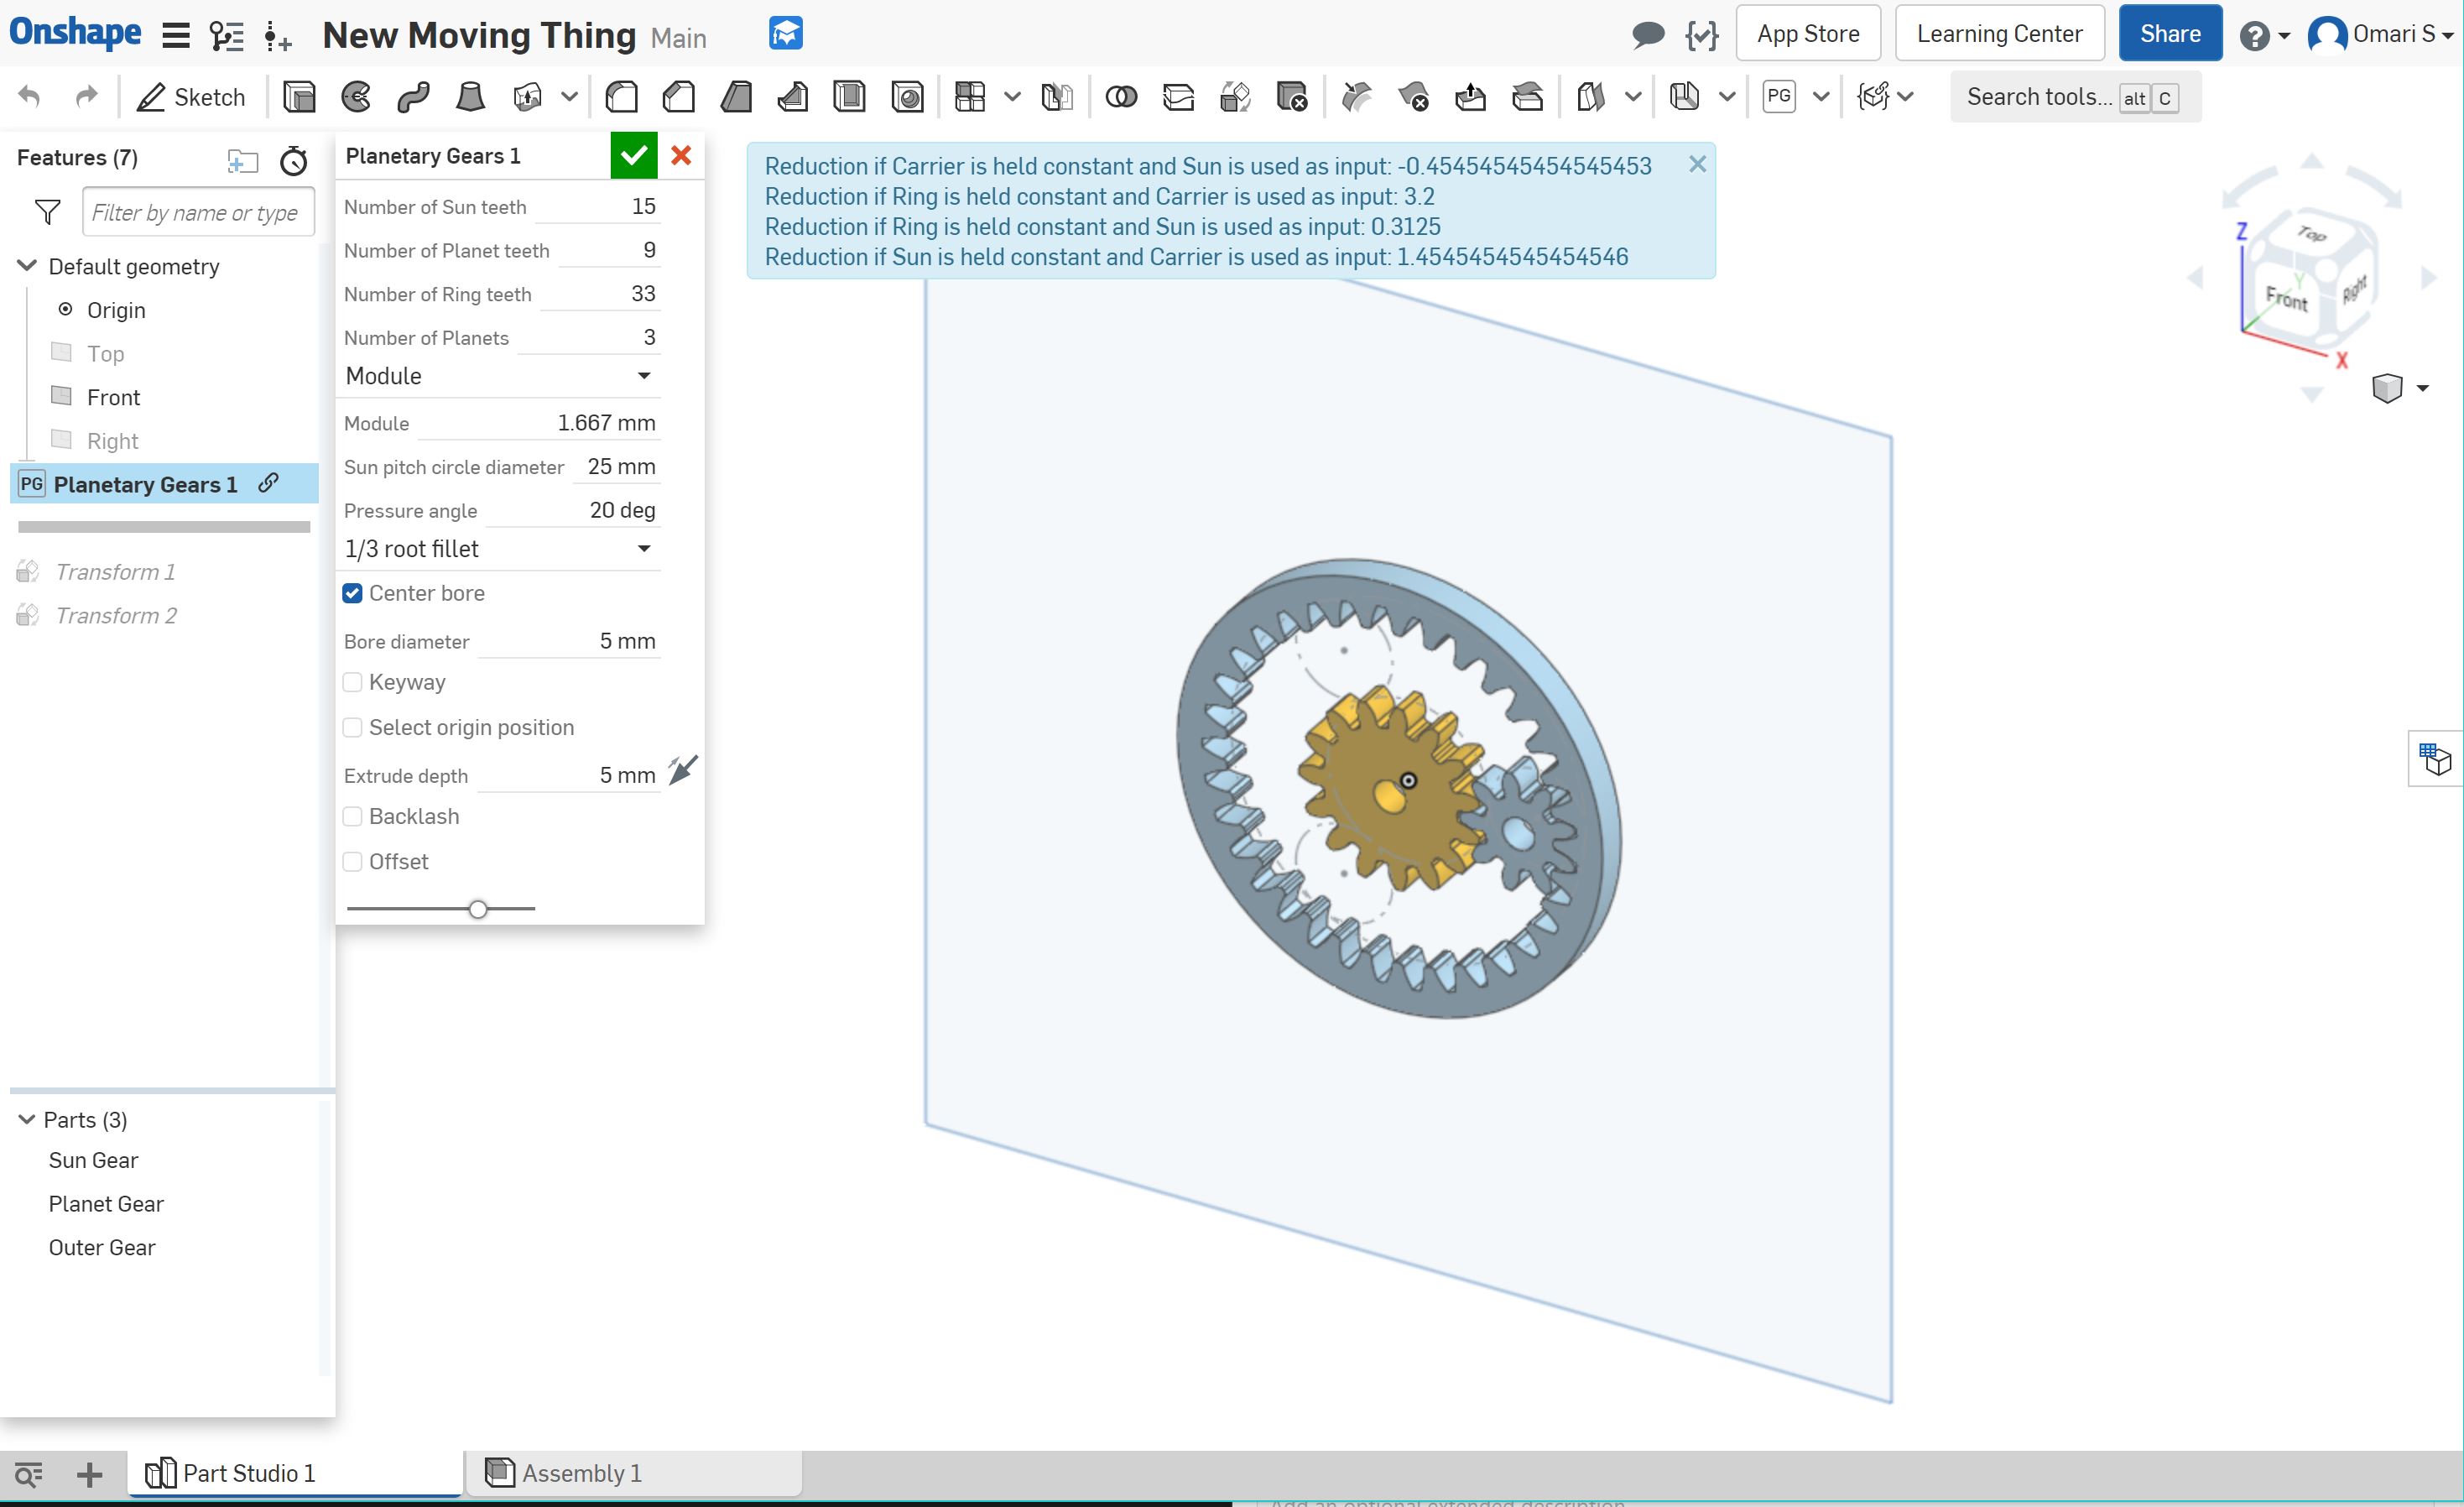 Onshape
New Moving Thing Main
App Store
Learning Center
Share
Omari S
Sketch
PG
Search tools... alt C
Features (7)
Filter by name or type
Default geometry
Origin
Top
Front
Right
PG Planetary Gears 1
Transform 1
Transform 2
Parts (3)
Sun Gear
Planet Gear
Outer Gear
Planetary Gears 1
Number of Sun teeth 15
Number of Planet teeth 9
Number of Ring teeth 33
Number of Planets 3
Module
Module 1.667 mm
Sun pitch circle diameter 25 mm
Pressure angle 20 deg
1/3 root fillet
Center bore
Bore diameter 5 mm
Keyway
Select origin position
Extrude depth 5 mm
Backlash
Offset
Reduction if Carrier is held constant and Sun is used as input: -0.45454545454545453
Reduction if Ring is held constant and Carrier is used as input: 3.2
Reduction if Ring is held constant and Sun is used as input: 0.3125
Reduction if Sun is held constant and Carrier is used as input: 1.4545454545454546
Z
Top
Y
Front
Right
X
Part Studio 1
Assembly 1
Add an optional extended description